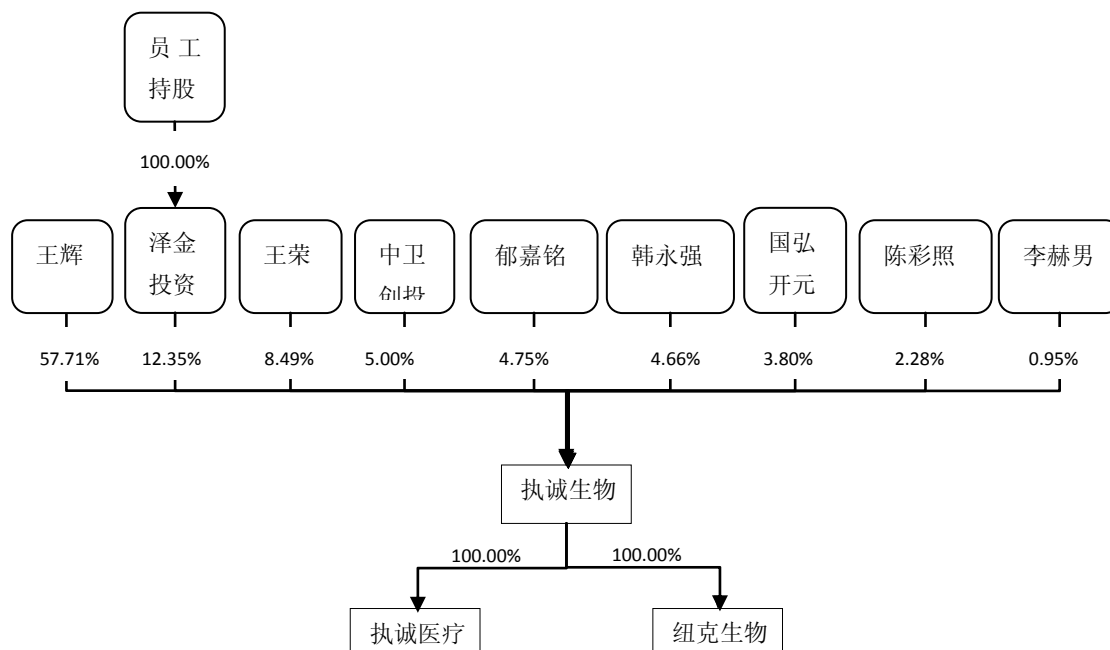 员 工
持股
100.00%
王辉
泽金
投资
王荣
中卫
创投
郁嘉铭
韩永强
国弘
开元
陈彩照
李赫男
57.71%
12.35%
8.49%
5.00%
4.75%
4.66%
3.80%
2.28%
0.95%
执诚生物
100.00%
100.00%
执诚医疗
纽克生物